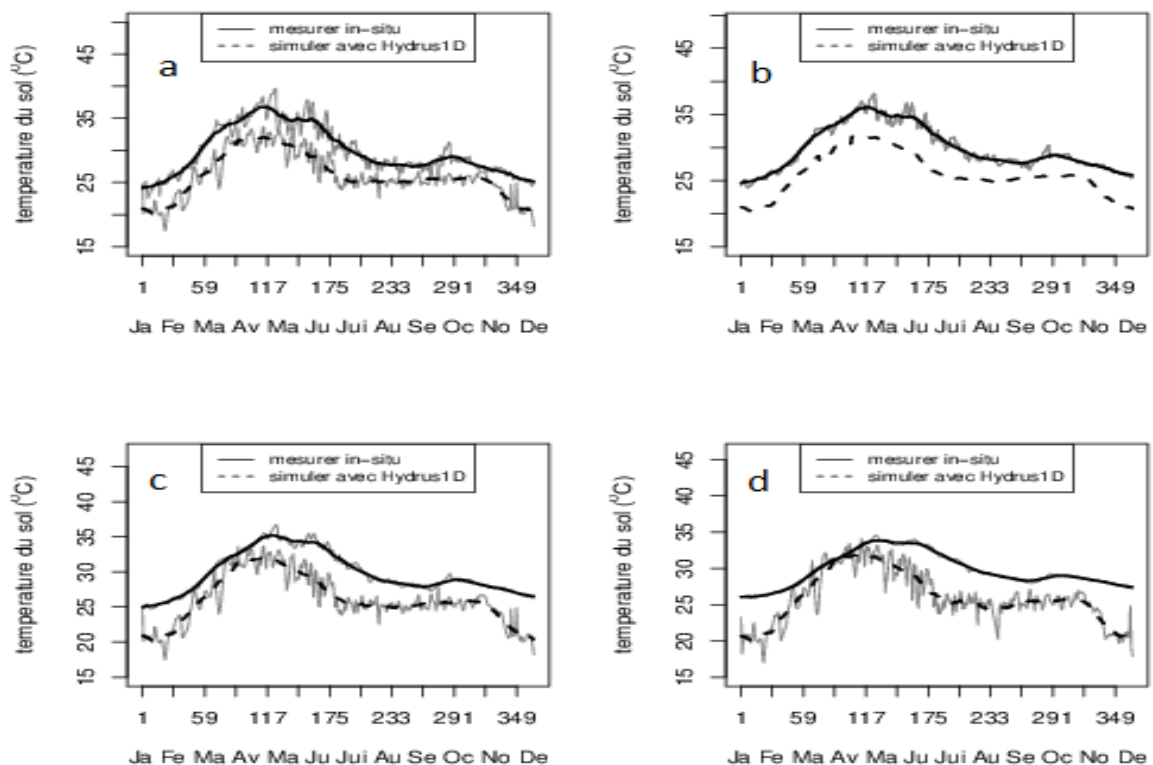 mesurer in-situ
simuler avec Hydrus1D
a
temperature du sol (°C)
45
35
25
15
1 59 117 175 233 291 349
Ja Fe Ma Av Ma Ju Jui Au Se Oc No De
mesurer in-situ
simuler avec Hydrus1D
b
temperature du sol (°C)
45
35
25
15
1 59 117 175 233 291 349
Ja Fe Ma Av Ma Ju Jui Au Se Oc No De
mesurer in-situ
simuler avec Hydrus1D
c
temperature du sol (°C)
45
40
35
30
25
20
15
1 59 117 175 233 291 349
Ja Fe Ma Av Ma Ju Jui Au Se Oc No De
mesurer in-situ
simuler avec Hydrus1D
d
temperature du sol (°C)
45
40
35
30
25
20
15
1 59 117 175 233 291 349
Ja Fe Ma Av Ma Ju Jui Au Se Oc No De